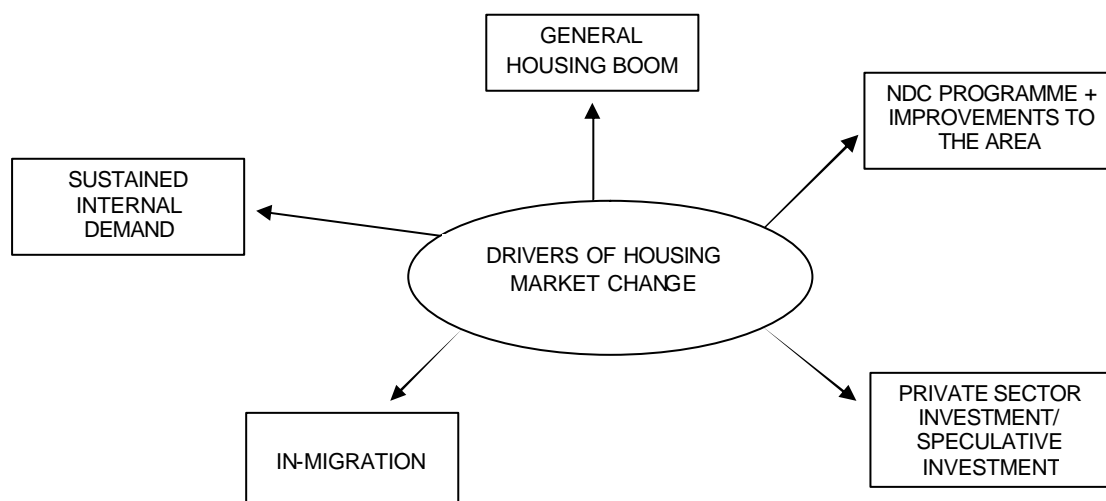 GENERAL
HOUSING BOOM
NDC PROGRAMME +
IMPROVEMENTS TO
THE AREA
SUSTAINED
INTERNAL
DEMAND
DRIVERS OF HOUSING
MARKET CHANGE
IN-MIGRATION
PRIVATE SECTOR
INVESTMENT/
SPECULATIVE
INVESTMENT